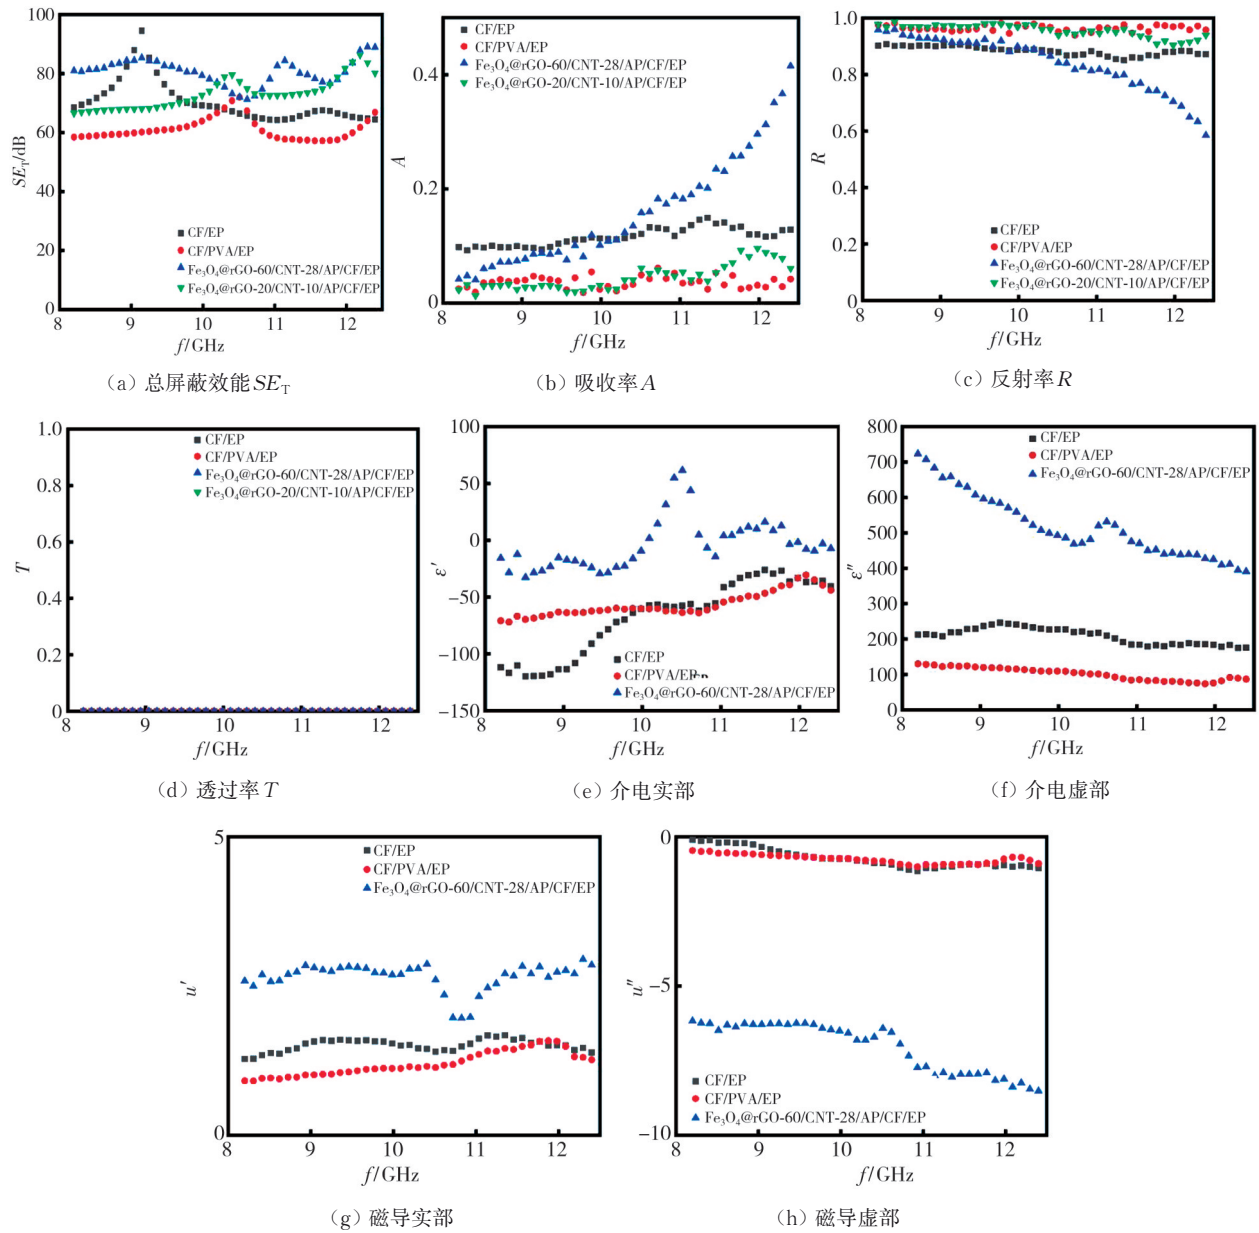 100
80
60
40
20
0
SE_T/dB
CF/EP
CF/PVA/EP
Fe₃O₄@rGO-60/CNT-28/AP/CF/EP
Fe₃O₄@rGO-20/CNT-10/AP/CF/EP
8 9 10 11 12
f/GHz
(a) 总屏蔽效能SE_T
0.4
0.2
0
A
CF/EP
CF/PVA/EP
Fe₃O₄@rGO-60/CNT-28/AP/CF/EP
Fe₃O₄@rGO-20/CNT-10/AP/CF/EP
8 9 10 11 12
f/GHz
(b) 吸收率A
1.0
0.8
0.6
0.4
0.2
0
R
CF/EP
CF/PVA/EP
Fe₃O₄@rGO-60/CNT-28/AP/CF/EP
Fe₃O₄@rGO-20/CNT-10/AP/CF/EP
8 9 10 11 12
f/GHz
(c) 反射率R
1.0
0.8
0.6
0.4
0.2
0
T
CF/EP
CF/PVA/EP
Fe₃O₄@rGO-60/CNT-28/AP/CF/EP
Fe₃O₄@rGO-20/CNT-10/AP/CF/EP
8 9 10 11 12
f/GHz
(d) 透过率T
100
50
0
−50
−100
−150
ε′
CF/EP
CF/PVA/EP
Fe₃O₄@rGO-60/CNT-28/AP/CF/EP
8 9 10 11 12
f/GHz
(e) 介电实部
800
700
600
500
400
300
200
100
0
ε″
CF/EP
CF/PVA/EP
Fe₃O₄@rGO-60/CNT-28/AP/CF/EP
8 9 10 11 12
f/GHz
(f) 介电虚部
5
0
u′
CF/EP
CF/PVA/EP
Fe₃O₄@rGO-60/CNT-28/AP/CF/EP
8 9 10 11 12
f/GHz
(g) 磁导实部
0
−5
−10
u″
CF/EP
CF/PVA/EP
Fe₃O₄@rGO-60/CNT-28/AP/CF/EP
8 9 10 11 12
f/GHz
(h) 磁导虚部